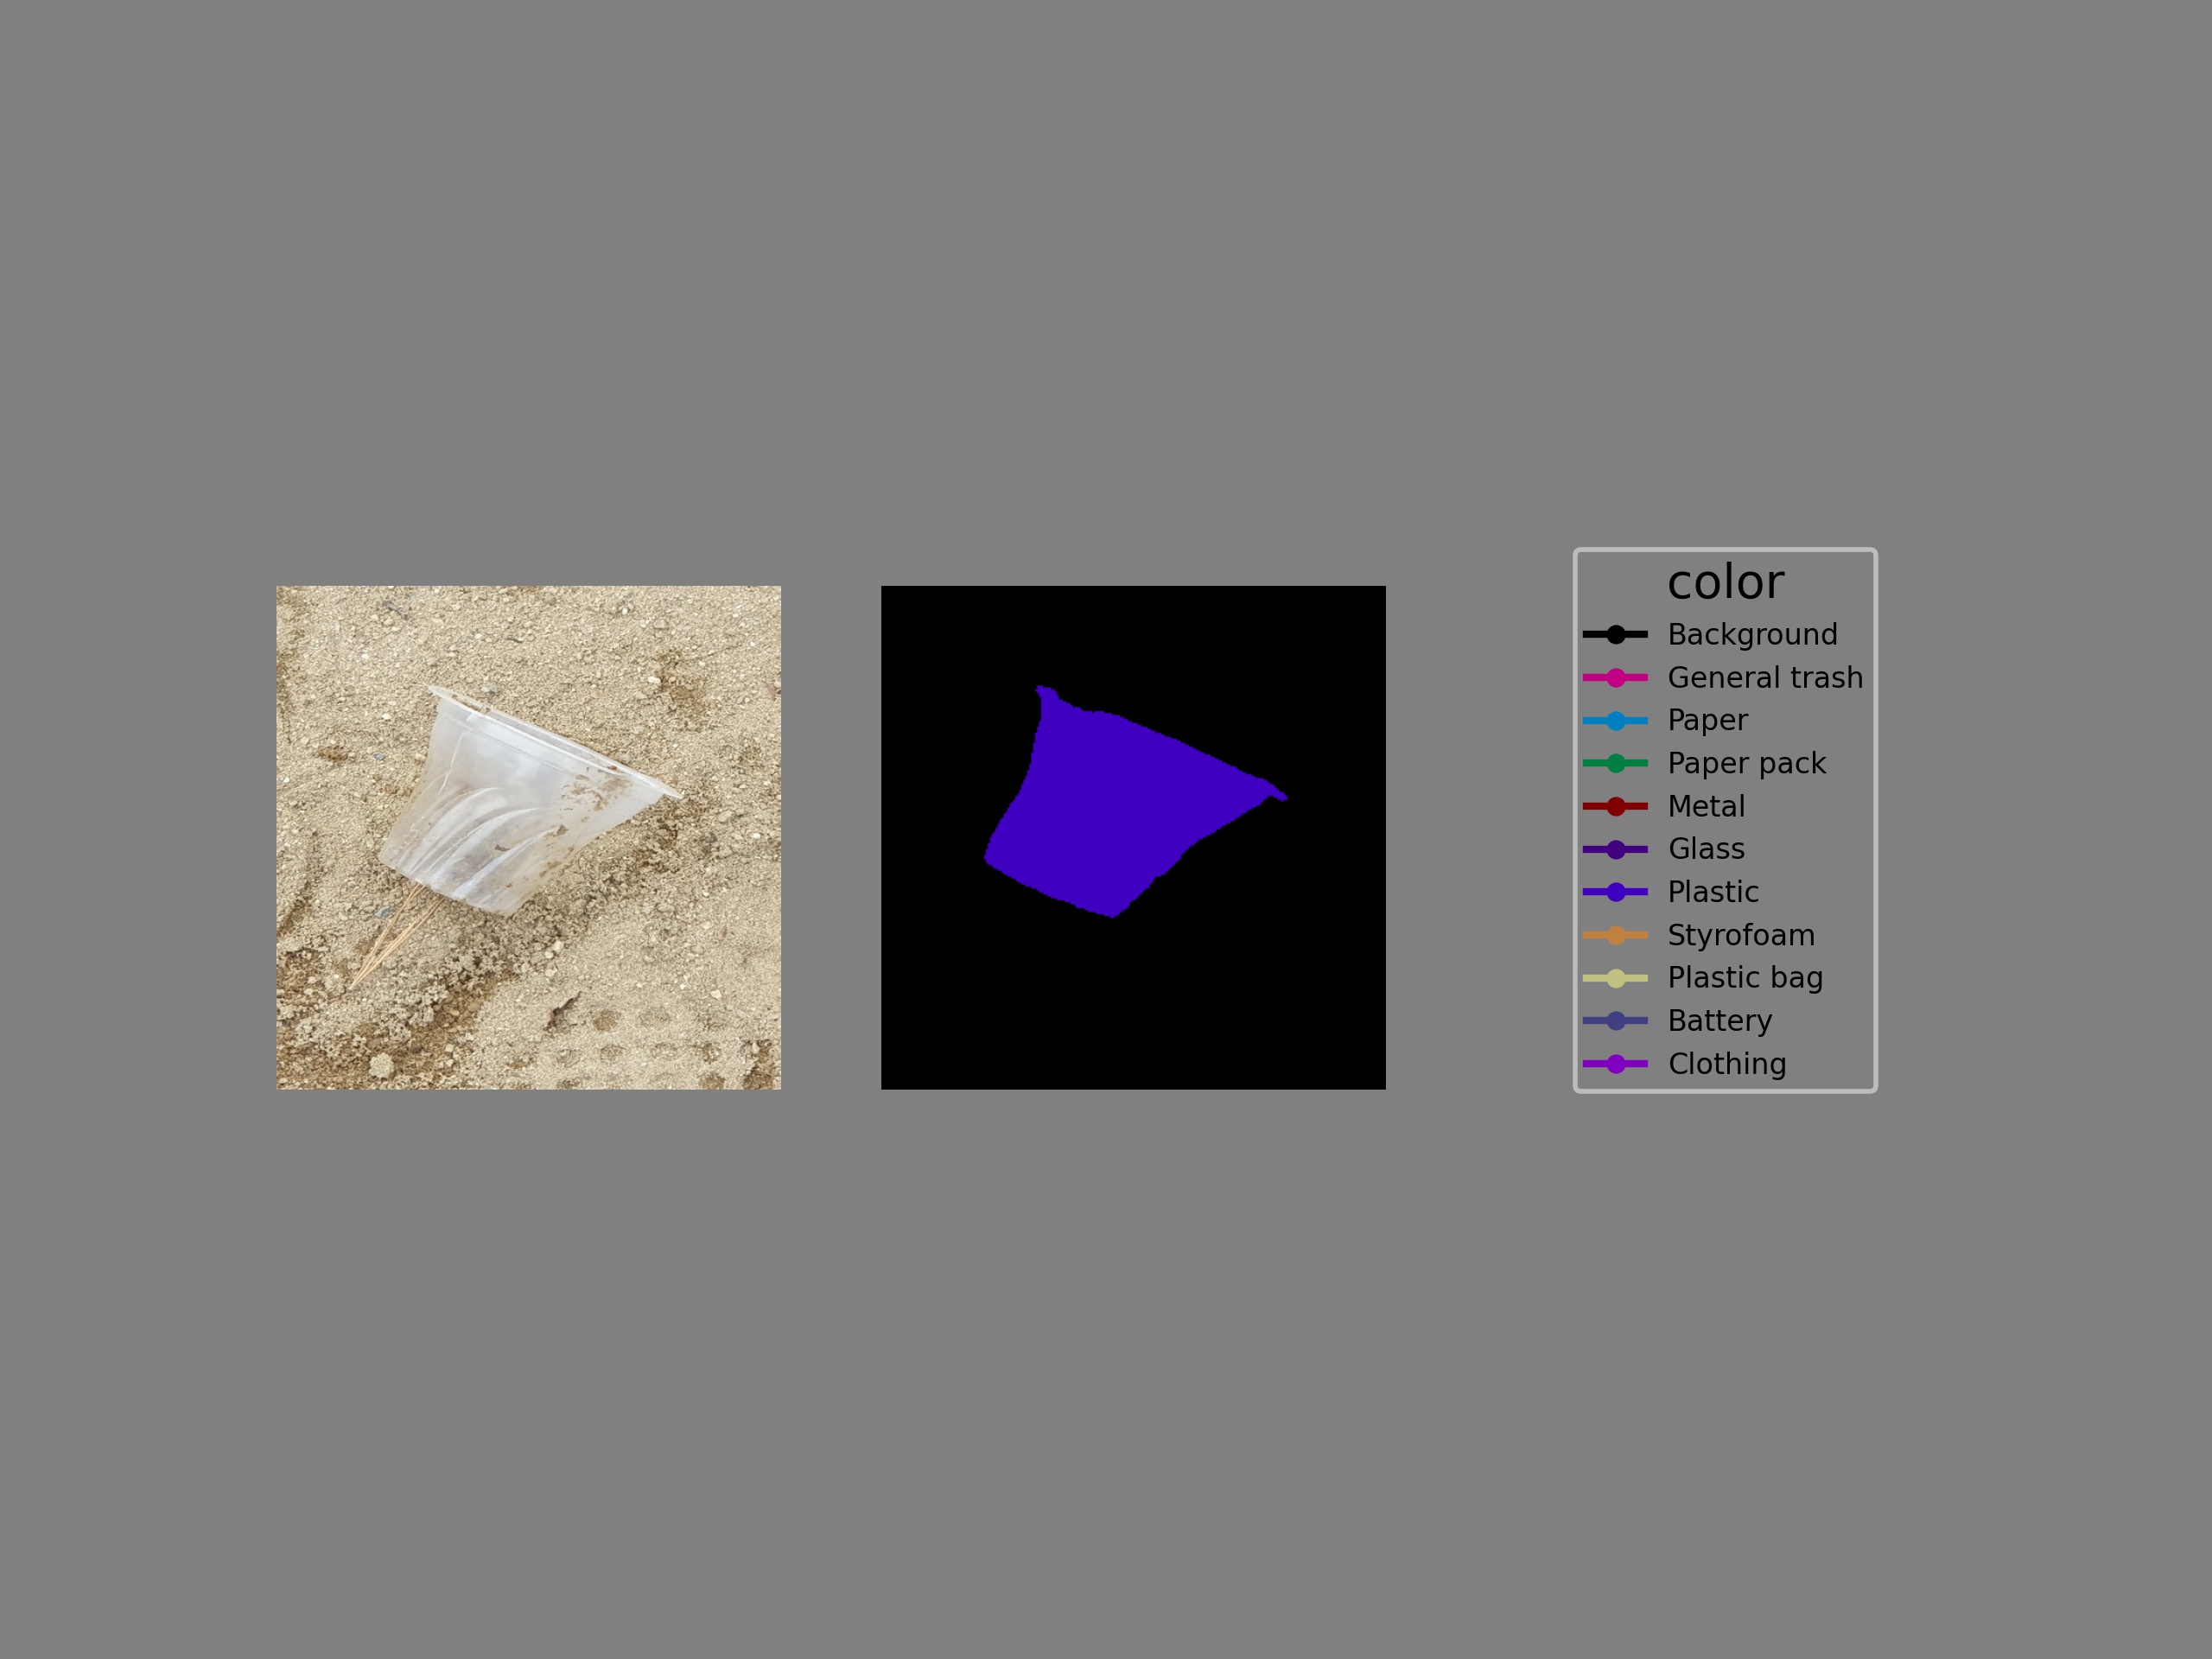 color
Background
General trash
Paper
Paper pack
Metal
Glass
Plastic
Styrofoam
Plastic bag
Battery
Clothing